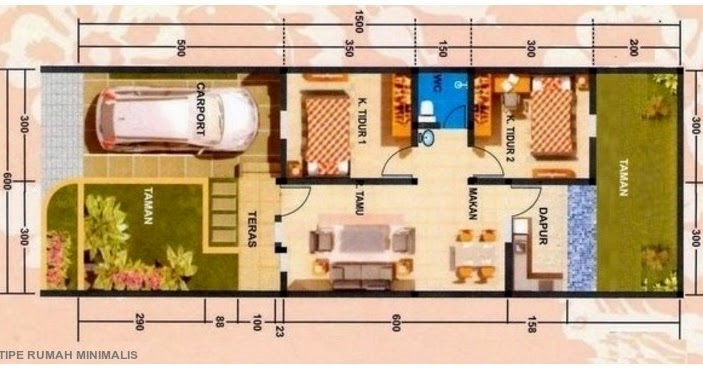 1500
500
350
150
300
200
600
300
300
CARPORT
K. TIDUR 1
WC
K. TIDUR 2
300
300
600
TAMAN
TERAS
R. TAMU
MAKAN
DAPUR
TAMAN
290
88
100
23
600
158
TIPE RUMAH MINIMALIS